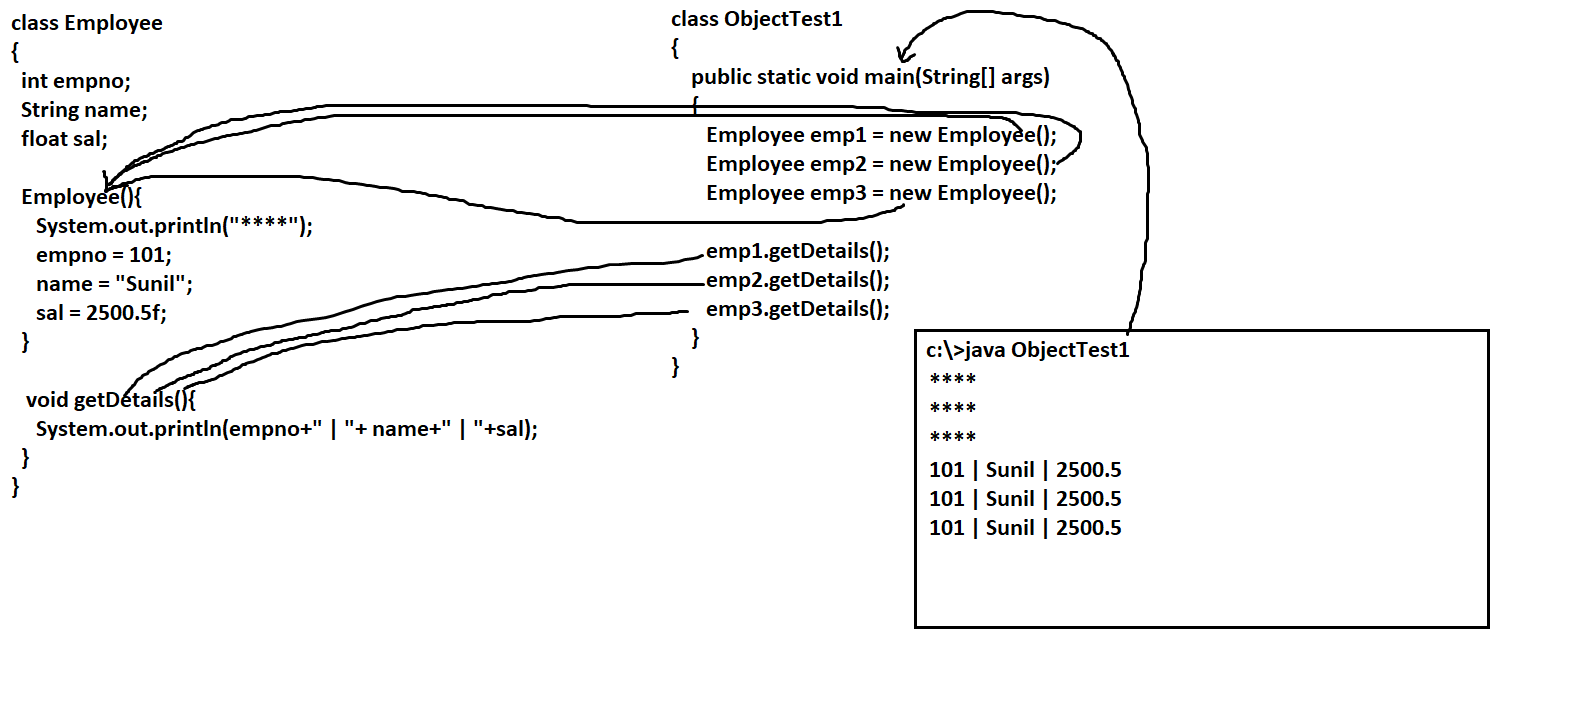 class Employee
{
int empno;
String name;
float sal;
Employee(){
System.out.println("****");
empno = 101;
name = "Sunil";
sal = 2500.5f;
}
void getDetails(){
System.out.println(empno+" | "+ name+" | "+sal);
}
}
class ObjectTest1
{
public static void main(String[] args)
{
Employee emp1 = new Employee();
Employee emp2 = new Employee();
Employee emp3 = new Employee();
emp1.getDetails();
emp2.getDetails();
emp3.getDetails();
}
}
c:\>java ObjectTest1
****
****
****
101 | Sunil | 2500.5
101 | Sunil | 2500.5
101 | Sunil | 2500.5